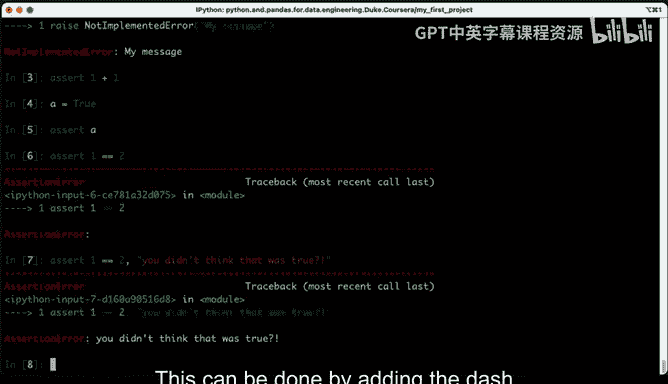 IPython: python.and.pandas.for.data.engineering.Duke.Coursera/my_first_project
⌥⌘1
GPT中英字幕课程资源 bilibili
----> 1 raise NotImplementedError("My message")
NotImplementedError: My message
In [3]: assert 1 + 1
In [4]: a = True
In [5]: assert a
In [6]: assert 1 == 2
AssertionError Traceback (most recent call last)
<ipython-input-6-ce781a32d075> in <module>
----> 1 assert 1 == 2
AssertionError:
In [7]: assert 1 == 2, "you didn't think that was true?!"
AssertionError Traceback (most recent call last)
<ipython-input-7-d160a90516d8> in <module>
----> 1 assert 1 == 2, "you didn't think that was true?!"
AssertionError: you didn't think that was true?!
In [8]:
This can be done by adding the dash